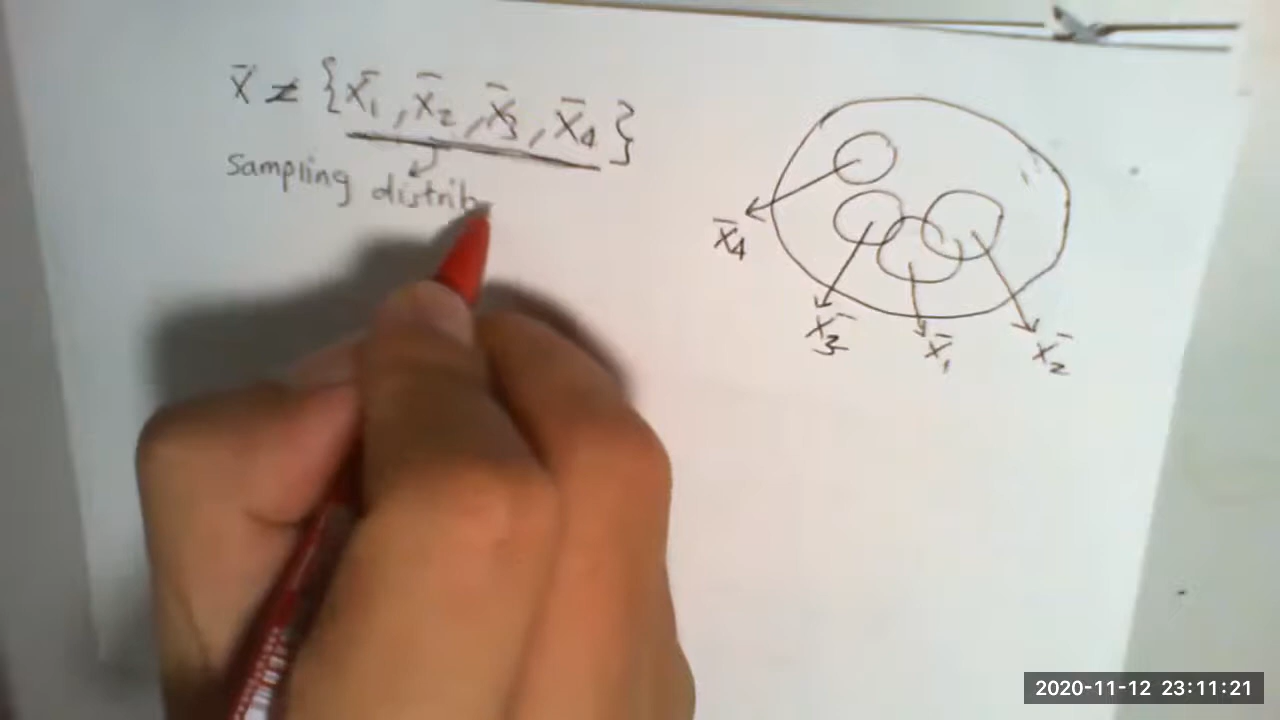 x̄ ≠ {x̄₁, x̄₂, x̄₃, x̄₄}
Sampling distrib
x̄₄
x̄₃
x̄₁
x̄₂
2020-11-12 23:11:21